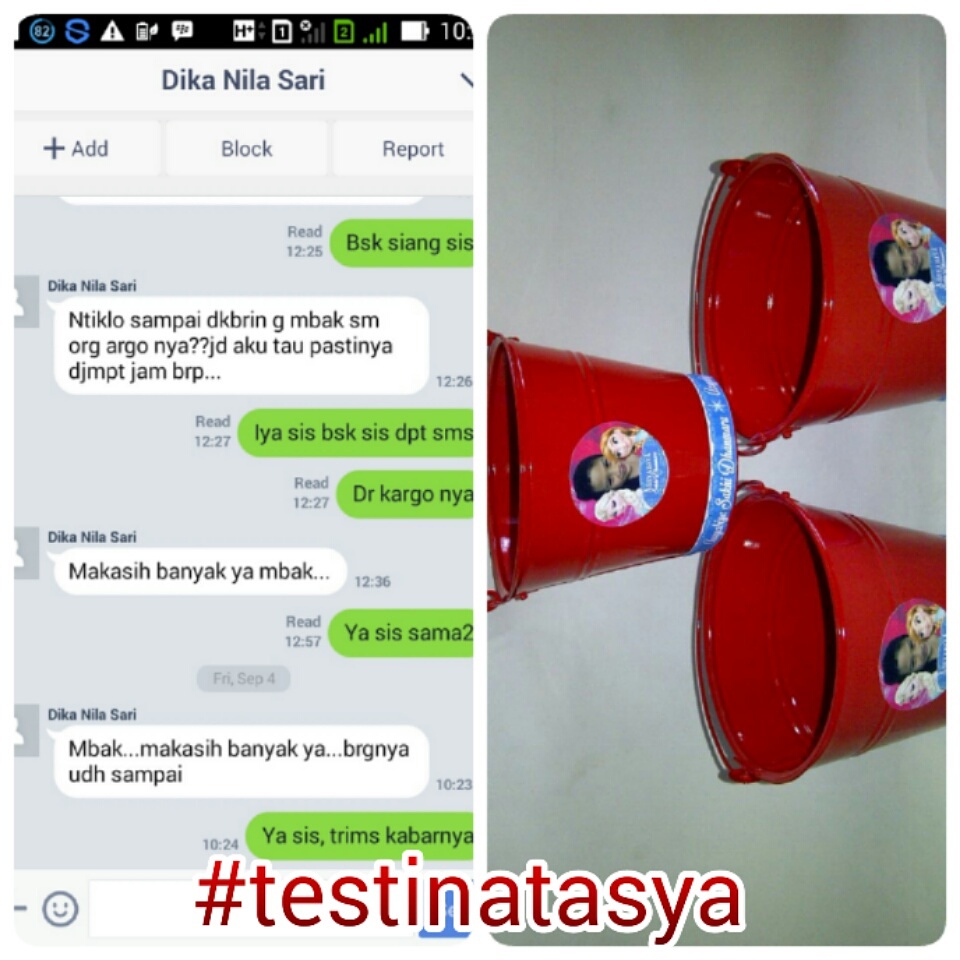 82
H+
1
2
10:
Dika Nila Sari
+ Add
Block
Report
Read
12:25
Bsk siang sis
Dika Nila Sari
Ntiklo sampai dkbrin g mbak sm
org argo nya??jd aku tau pastinya
djmpt jam brp...
12:26
Read
12:27
Iya sis bsk sis dpt sms
Read
12:27
Dr kargo nya
Dika Nila Sari
Makasih banyak ya mbak...
12:36
Read
12:57
Ya sis sama2
Fri, Sep 4
Dika Nila Sari
Mbak...makasih banyak ya...brgnya
udh sampai
10:23
10:24
Ya sis, trims kabarnya
#testinatasya